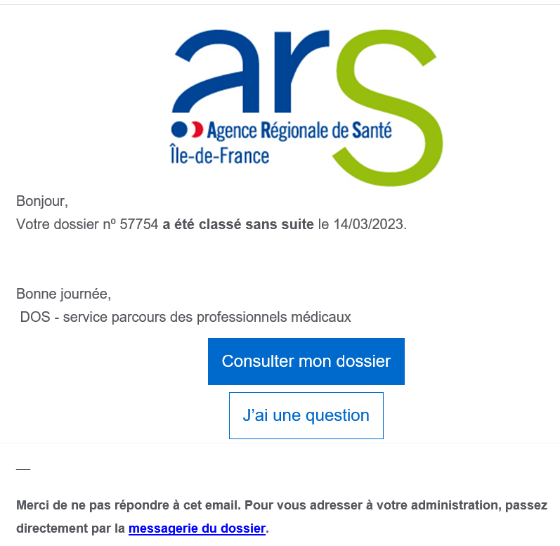 ars
Agence Régionale de Santé
Île-de-France
Bonjour,
Votre dossier nº 57754 a été classé sans suite le 14/03/2023.
Bonne journée,
DOS - service parcours des professionnels médicaux
Consulter mon dossier
J'ai une question
—
Merci de ne pas répondre à cet email. Pour vous adresser à votre administration, passez
directement par la messagerie du dossier.